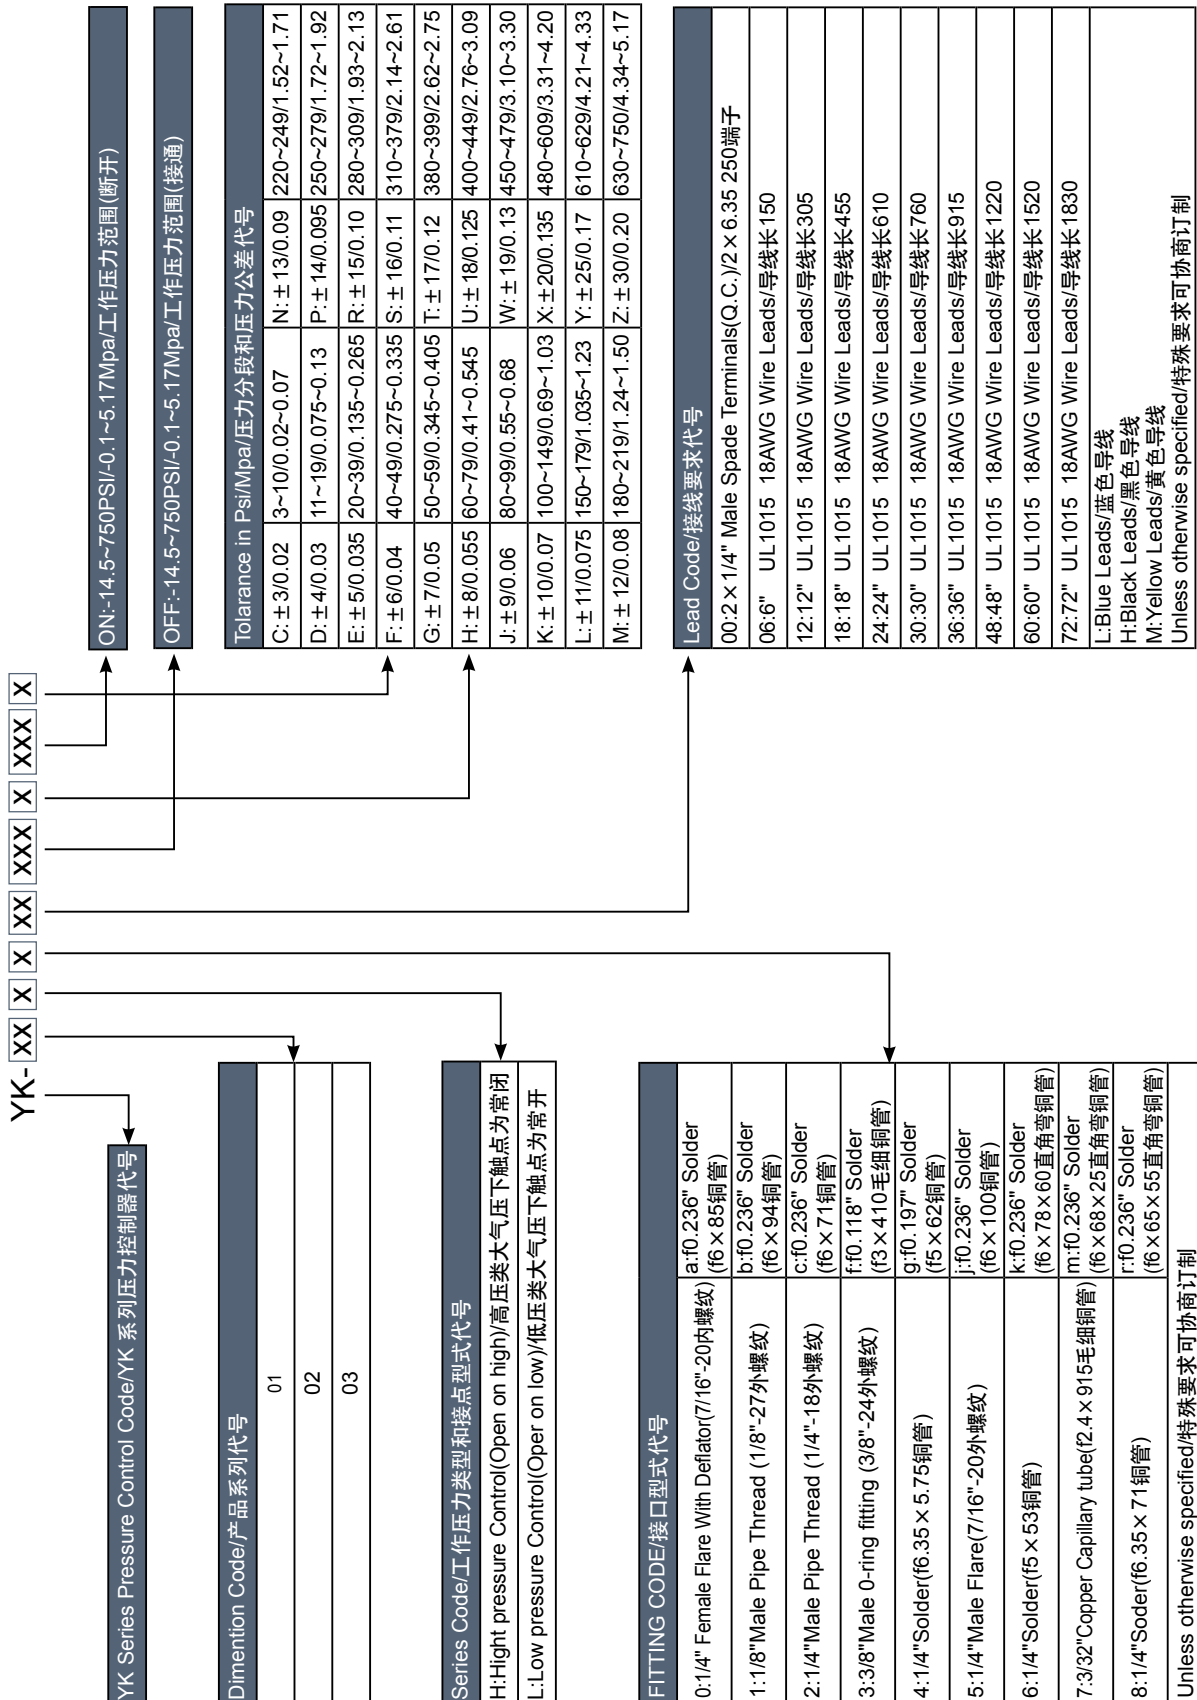 YK- XX X X XX XXX X XXX X
YK Series Pressure Control Code/YK 系列压力控制器代号
Dimention Code/产品系列代号
01
02
03
Series Code/工作压力类型和接点型式代号
H:Hight pressure Control(Open on high)/高压类大气压下触点为常闭
L:Low pressure Control(Oper on low)/低压类大气压下触点为常开
FITTING CODE/接口型式代号
0:1/4" Female Flare With Deflator(7/16"-20内螺纹)
a:f0.236" Solder
(f6×85铜管)
1:1/8"Male Pipe Thread (1/8"-27外螺纹)
b:f0.236" Solder
(f6×94铜管)
2:1/4"Male Pipe Thread (1/4"-18外螺纹)
c:f0.236" Solder
(f6×71铜管)
3:3/8"Male 0-ring fitting (3/8"-24外螺纹)
f:f0.118" Solder
(f3×410毛细铜管)
4:1/4"Solder(f6.35×5.75铜管)
g:f0.197" Solder
(f5×62铜管)
5:1/4"Male Flare(7/16"-20外螺纹)
j:f0.236" Solder
(f6×100铜管)
6:1/4"Solder(f5×53铜管)
k:f0.236" Solder
(f6×78×60直角弯铜管)
7:3/32"Copper Capillary tube(f2.4×915毛细铜管)
m:f0.236" Solder
(f6×68×25直角弯铜管)
8:1/4"Soder(f6.35×71铜管)
r:f0.236" Solder
(f6×65×55直角弯铜管)
Unless otherwise specified/特殊要求可协商订制
ON:-14.5~750PSI/-0.1~5.17Mpa/工作压力范围(断开)
OFF:-14.5~750PSI/-0.1~5.17Mpa/工作压力范围(接通)
Tolarance in Psi/Mpa/压力分段和压力公差代号
C:±3/0.02 3~10/0.02~0.07 N:±13/0.09 220~249/1.52~1.71
D:±4/0.03 11~19/0.075~0.13 P:±14/0.095 250~279/1.72~1.92
E:±5/0.035 20~39/0.135~0.265 R:±15/0.10 280~309/1.93~2.13
F:±6/0.04 40~49/0.275~0.335 S:±16/0.11 310~379/2.14~2.61
G:±7/0.05 50~59/0.345~0.405 T:±17/0.12 380~399/2.62~2.75
H:±8/0.055 60~79/0.41~0.545 U:±18/0.125 400~449/2.76~3.09
J:±9/0.06 80~99/0.55~0.68 W:±19/0.13 450~479/3.10~3.30
K:±10/0.07 100~149/0.69~1.03 X:±20/0.135 480~609/3.31~4.20
L:±11/0.075 150~179/1.035~1.23 Y:±25/0.17 610~629/4.21~4.33
M:±12/0.08 180~219/1.24~1.50 Z:±30/0.20 630~750/4.34~5.17
Lead Code/接线要求代号
00:2×1/4" Male Spade Terminals(Q.C.)/2×6.35 250端子
06:6" UL1015 18AWG Wire Leads/导线长150
12:12" UL1015 18AWG Wire Leads/导线长305
18:18" UL1015 18AWG Wire Leads/导线长455
24:24" UL1015 18AWG Wire Leads/导线长610
30:30" UL1015 18AWG Wire Leads/导线长760
36:36" UL1015 18AWG Wire Leads/导线长915
48:48" UL1015 18AWG Wire Leads/导线长1220
60:60" UL1015 18AWG Wire Leads/导线长1520
72:72" UL1015 18AWG Wire Leads/导线长1830
L:Blue Leads/蓝色导线
H:Black Leads/黑色导线
M:Yellow Leads/黄色导线
Unless otherwise specified/特殊要求可协商订制